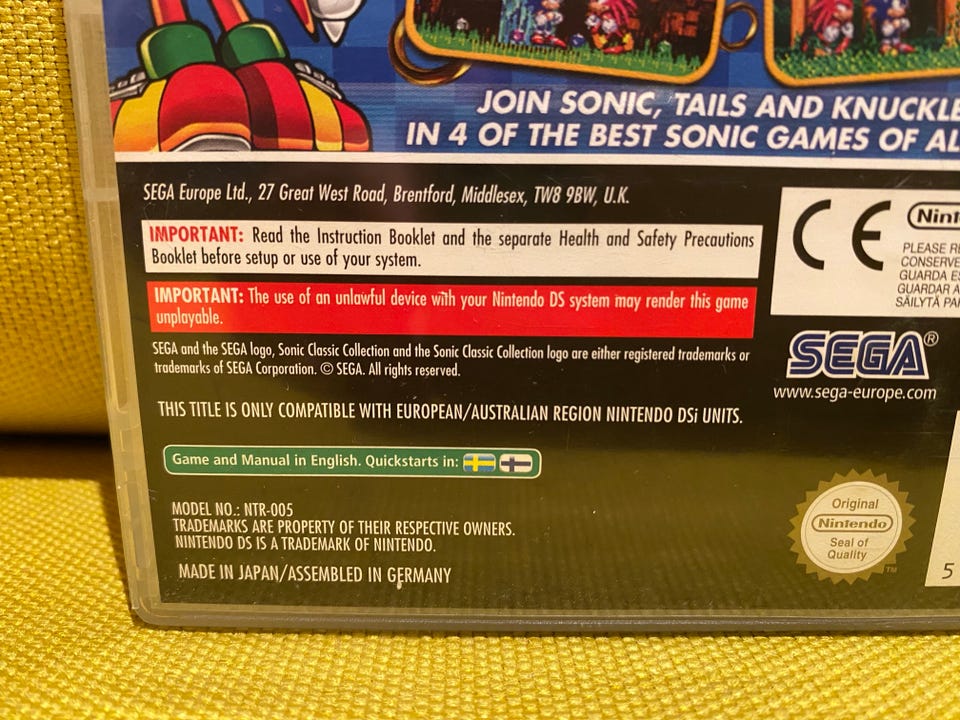 JOIN SONIC, TAILS AND KNUCKLE
IN 4 OF THE BEST SONIC GAMES OF AL
SEGA Europe Ltd., 27 Great West Road, Brentford, Middlesex, TW8 9BW, U.K.
IMPORTANT: Read the Instruction Booklet and the separate Health and Safety Precautions
Booklet before setup or use of your system.
IMPORTANT: The use of an unlawful device with your Nintendo DS system may render this game
unplayable.
SEGA and the SEGA logo, Sonic Classic Collection and the Sonic Classic Collection logo are either registered trademarks or
trademarks of SEGA Corporation. © SEGA. All rights reserved.
THIS TITLE IS ONLY COMPATIBLE WITH EUROPEAN/AUSTRALIAN REGION NINTENDO DSi UNITS.
Game and Manual in English. Quickstarts in:
MODEL NO.: NTR-005
TRADEMARKS ARE PROPERTY OF THEIR RESPECTIVE OWNERS.
NINTENDO DS IS A TRADEMARK OF NINTENDO.
MADE IN JAPAN/ASSEMBLED IN GERMANY
CE
Nint
PLEASE RE
CONSERVE
GUARDA ES
GUARDAR A
SÄILYTÄ PA
SEGA®
www.sega-europe.com
Original
Nintendo
Seal of
Quality
TM
5